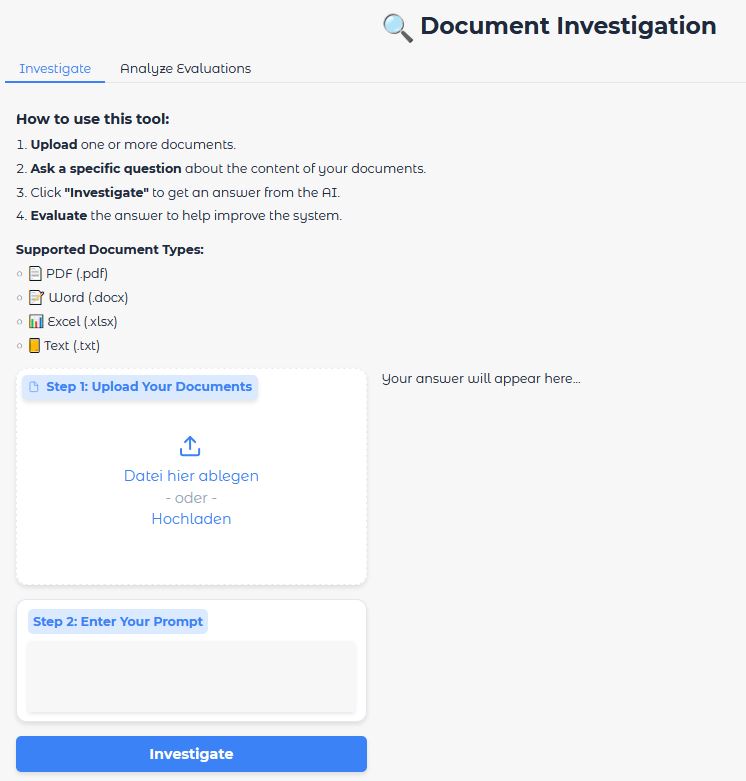 🔍 Document Investigation
Investigate Analyze Evaluations
How to use this tool:
1. Upload one or more documents.
2. Ask a specific question about the content of your documents.
3. Click "Investigate" to get an answer from the AI.
4. Evaluate the answer to help improve the system.
Supported Document Types:
PDF (.pdf)
Word (.docx)
Excel (.xlsx)
Text (.txt)
Step 1: Upload Your Documents
Datei hier ablegen
- oder -
Hochladen
Your answer will appear here...
Step 2: Enter Your Prompt
Investigate